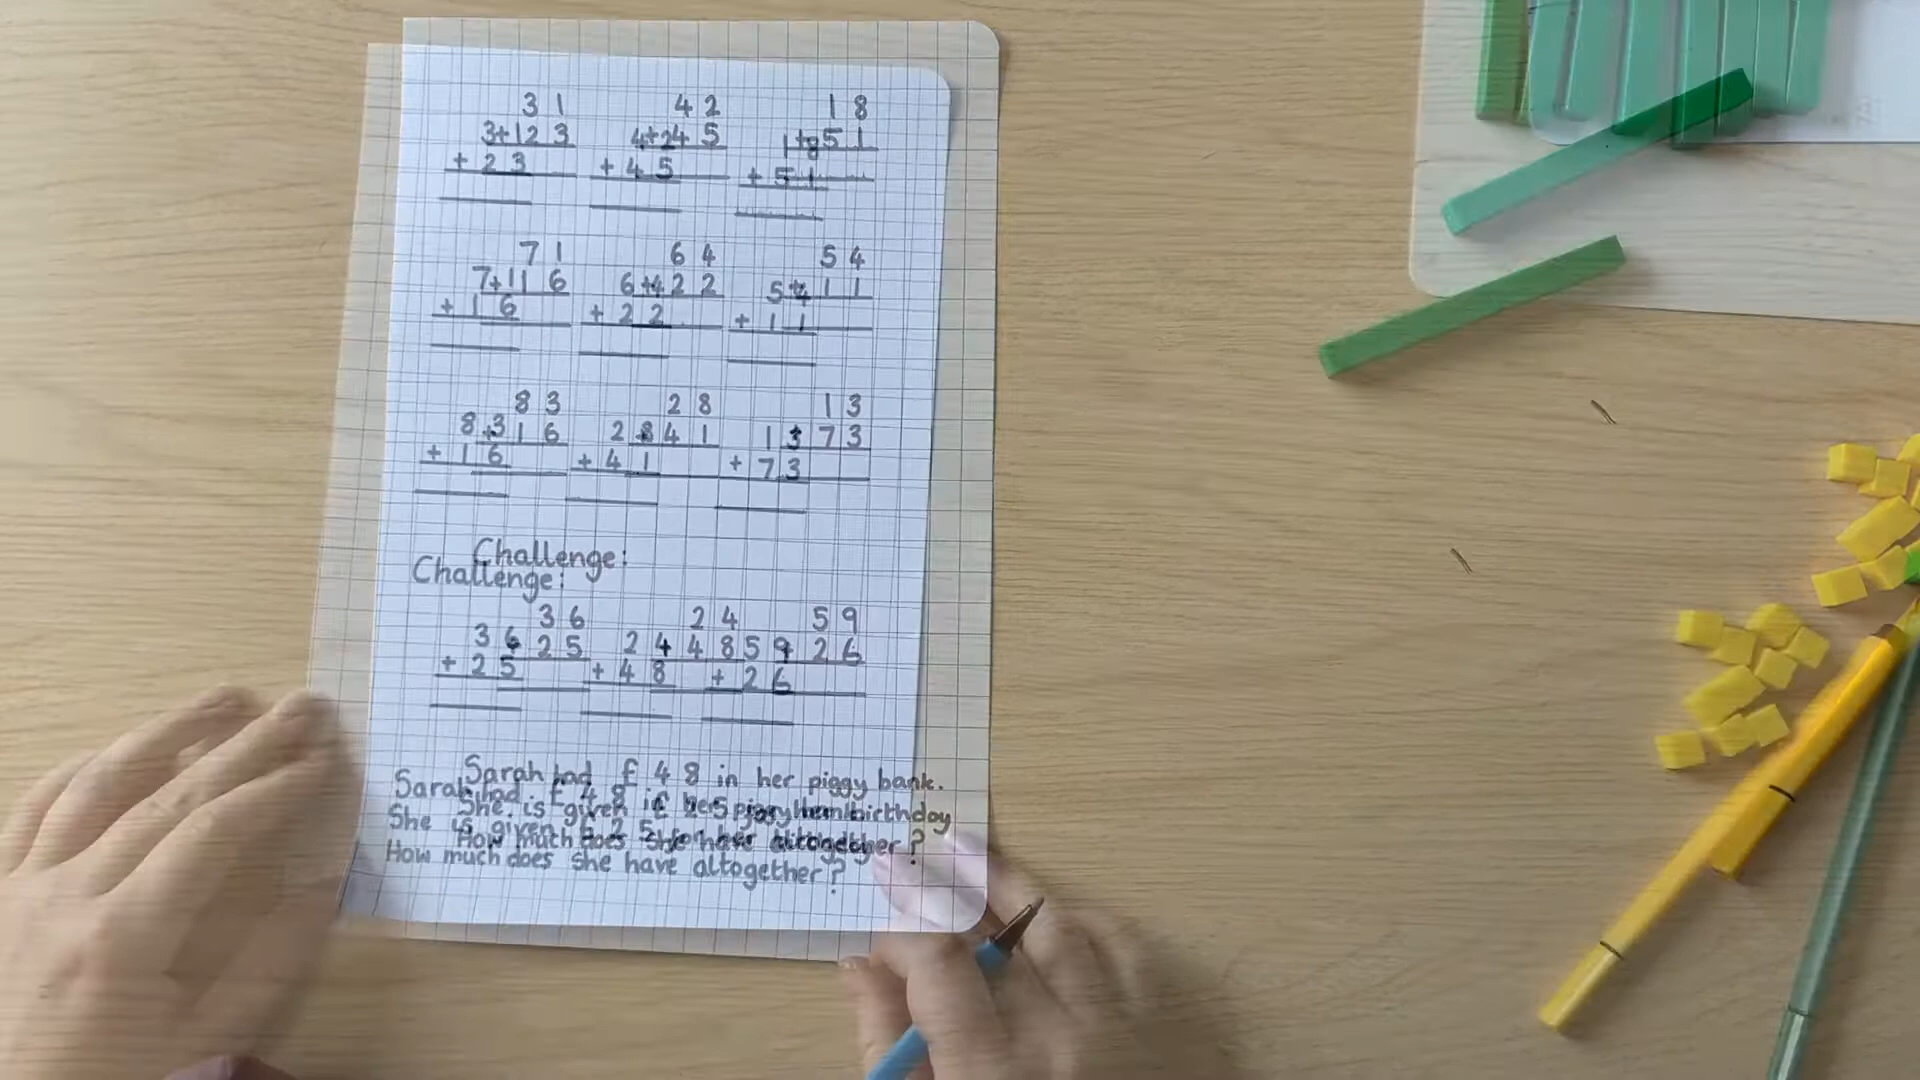 31 42 18
+ 23 + 45 + 51
71 64 54
+ 16 + 22 + 11
83 28 13
+ 16 + 41 + 73
Challenge:
36 24 59
+ 25 + 48 + 26
Sarah had £48 in her piggy bank.
She is given £25 for her birthday
How much does she have altogether?